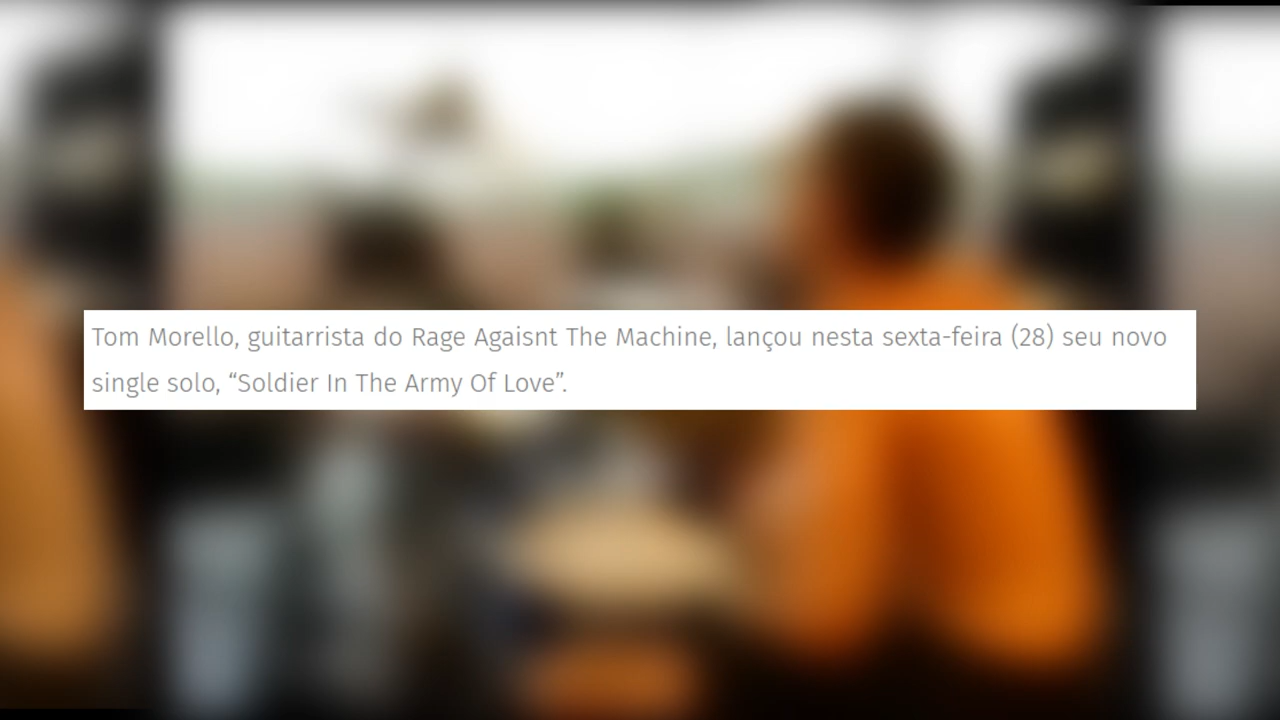 Tom Morello, guitarrista do Rage Agaisnt The Machine, lançou nesta sexta-feira (28) seu novo
single solo, “Soldier In The Army Of Love”.